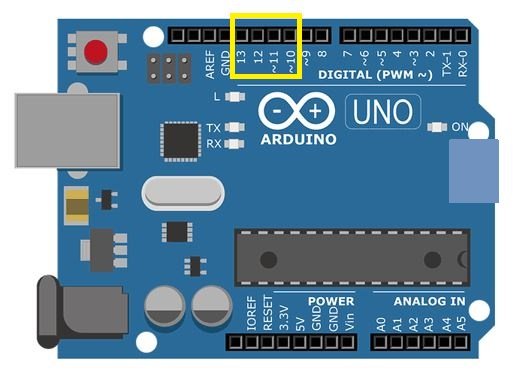 AREF
GND
13
12
~11
~10
~9
8
7
~6
~5
4
~3
2
TX→1
RX←0
DIGITAL (PWM ~)
L
TX
RX
ARDUINO
UNO
ON
IOREF
RESET
3.3V
5V
GND
GND
Vin
POWER
ANALOG IN
A0
A1
A2
A3
A4
A5